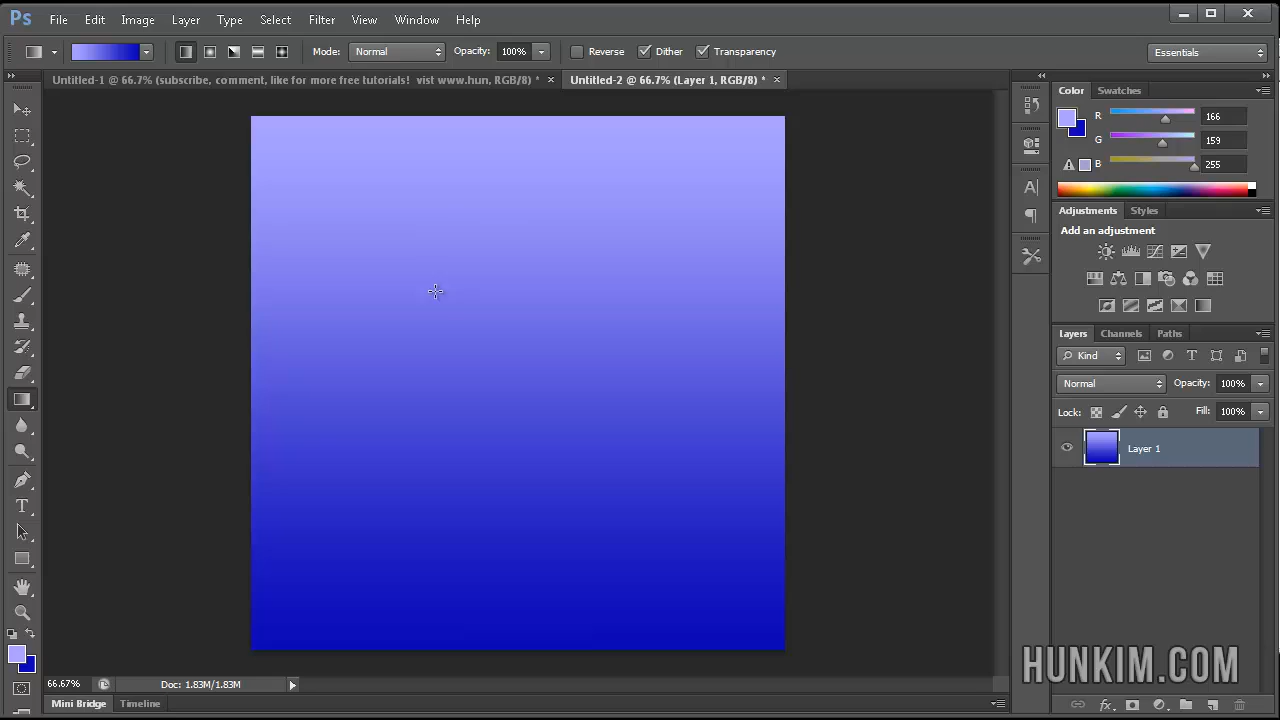 Ps File Edit Image Layer Type Select Filter View Window Help
Mode: Normal Opacity: 100% Reverse Dither Transparency Essentials
Untitled-1 @ 66.7% (subscribe, comment, like for more free tutorials! vist www.hun, RGB/8) * Untitled-2 @ 66.7% (Layer 1, RGB/8) *
Color Swatches
R 166
G 159
B 255
Adjustments Styles
Add an adjustment
Layers Channels Paths
Kind
Normal Opacity: 100%
Lock: Fill: 100%
Layer 1
HUNKIM.COM
66.67% Doc: 1.83M/1.83M
Mini Bridge Timeline